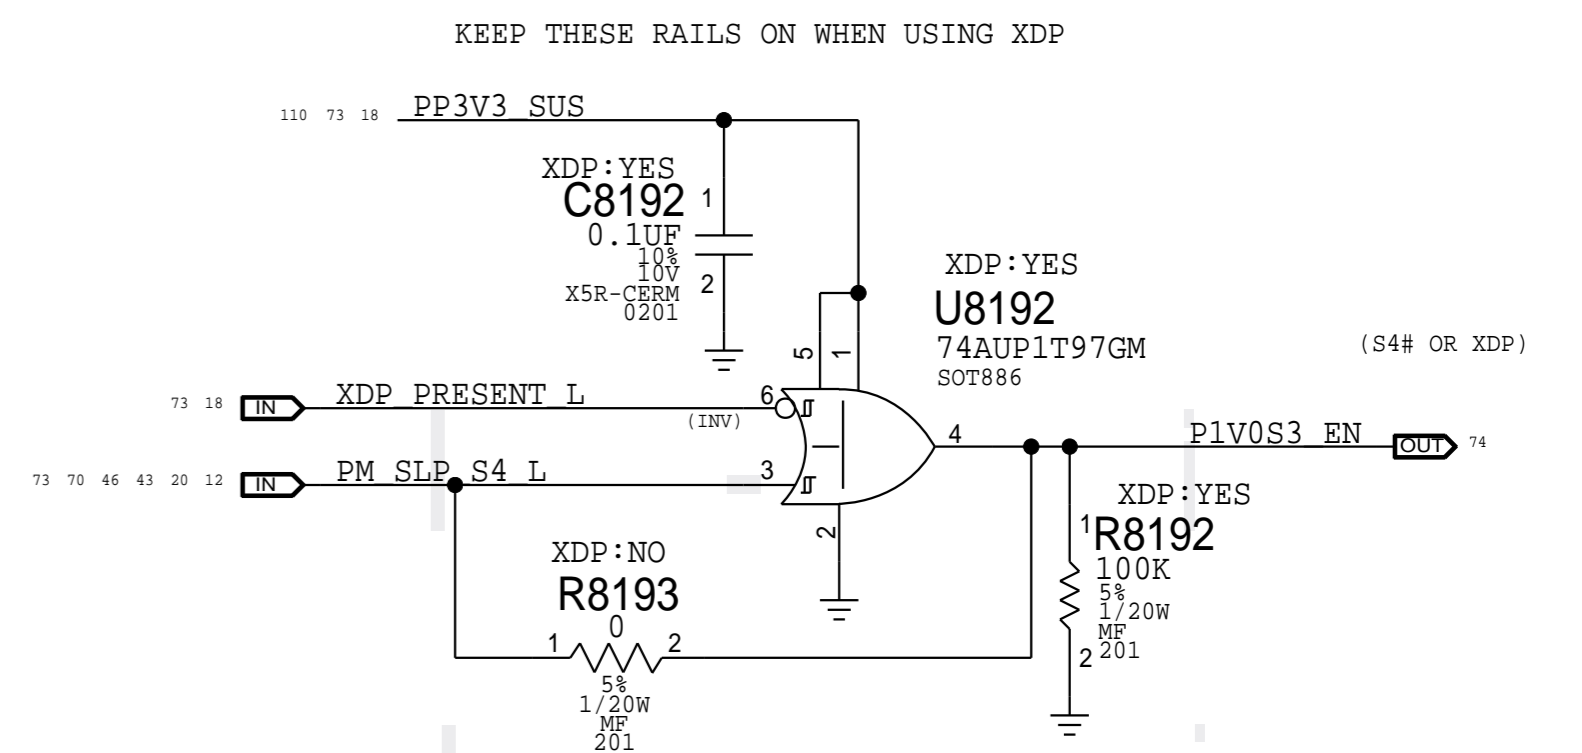 KEEP THESE RAILS ON WHEN USING XDP
110 73 18 PP3V3_SUS
XDP:YES
C8192
1
0.1UF
10%
10V
2
X5R-CERM
0201
XDP:YES
U8192
74AUP1T97GM
SOT886
(S4# OR XDP)
5 1
73 18 IN XDP_PRESENT_L 6
(INV)
4 P1V0S3_EN OUT 74
73 70 46 43 20 12 IN PM_SLP_S4_L 3
2
XDP:YES
1 R8192
100K
5%
1/20W
MF
2 201
XDP:NO
R8193
0
1 2
5%
1/20W
MF
201